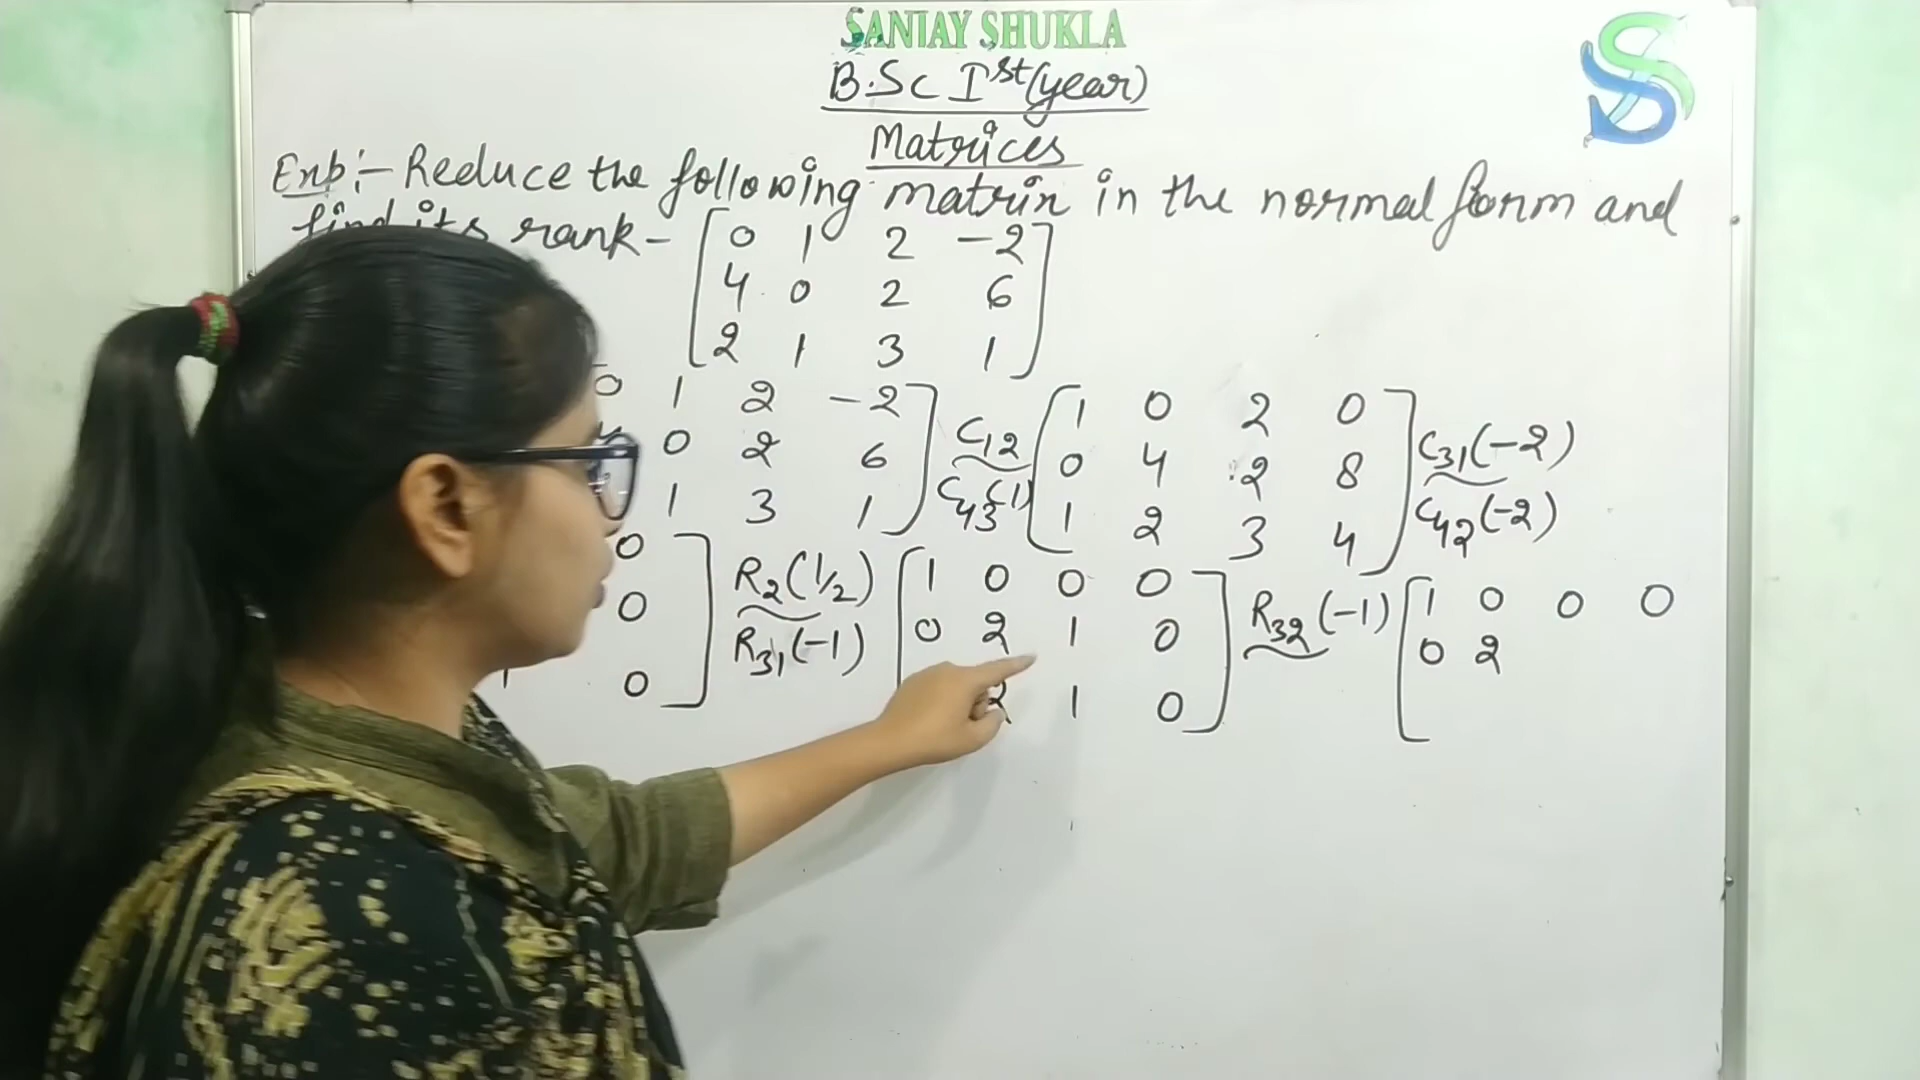 SANJAY SHUKLA
B.Sc Ist (year)
Matrices
Exp:- Reduce the following matrix in the normal form and
find its rank-
[0 1 2 -2]
[4 0 2 6]
[2 1 3 1]
0 1 2 -2] C12 [1 0 2 0] C31(-2)
0 2 6] C43(1) [0 4 2 8] C42(-2)
1 3 1] [1 2 3 4]
0] R2(1/2) [1 0 0 0] R32(-1) [1 0 0 0
0] R31(-1) [0 2 1 0] [0 2
0] 2 1 0]